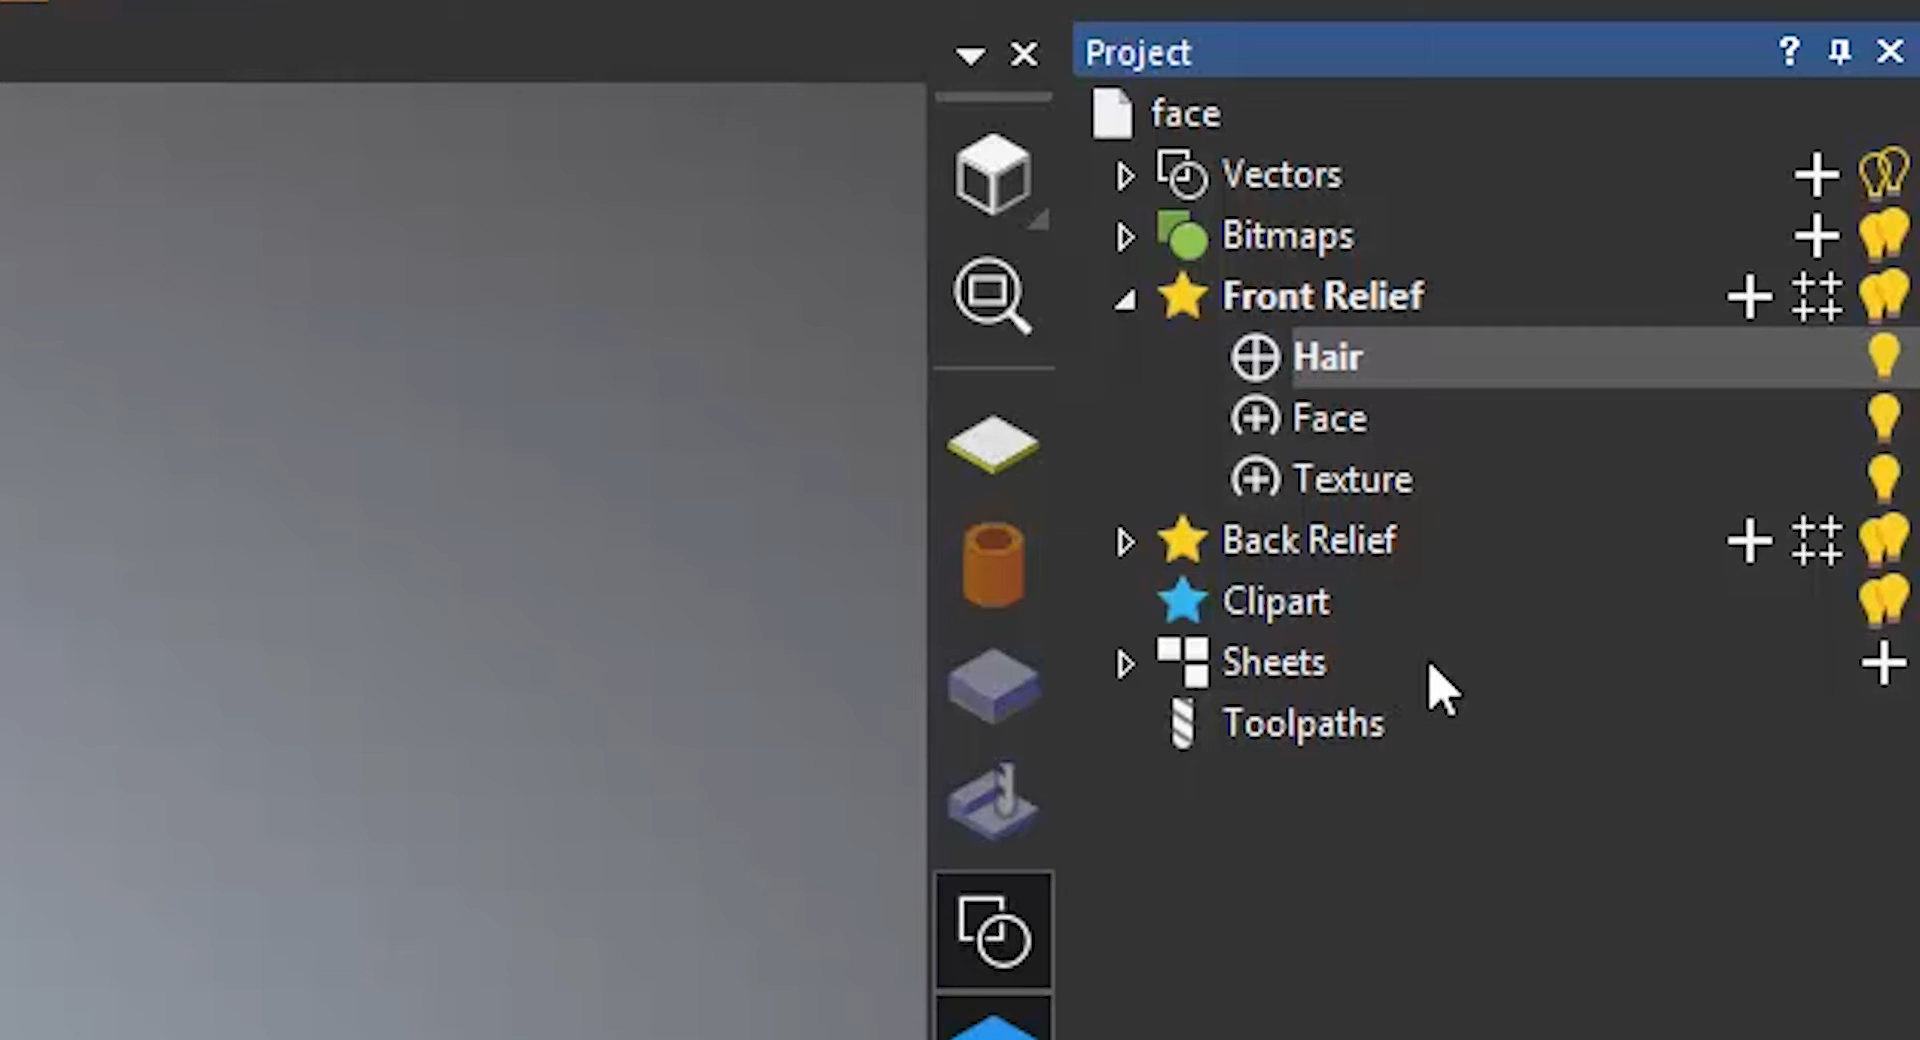 Project
face
Vectors
Bitmaps
Front Relief
Hair
Face
Texture
Back Relief
Clipart
Sheets
Toolpaths